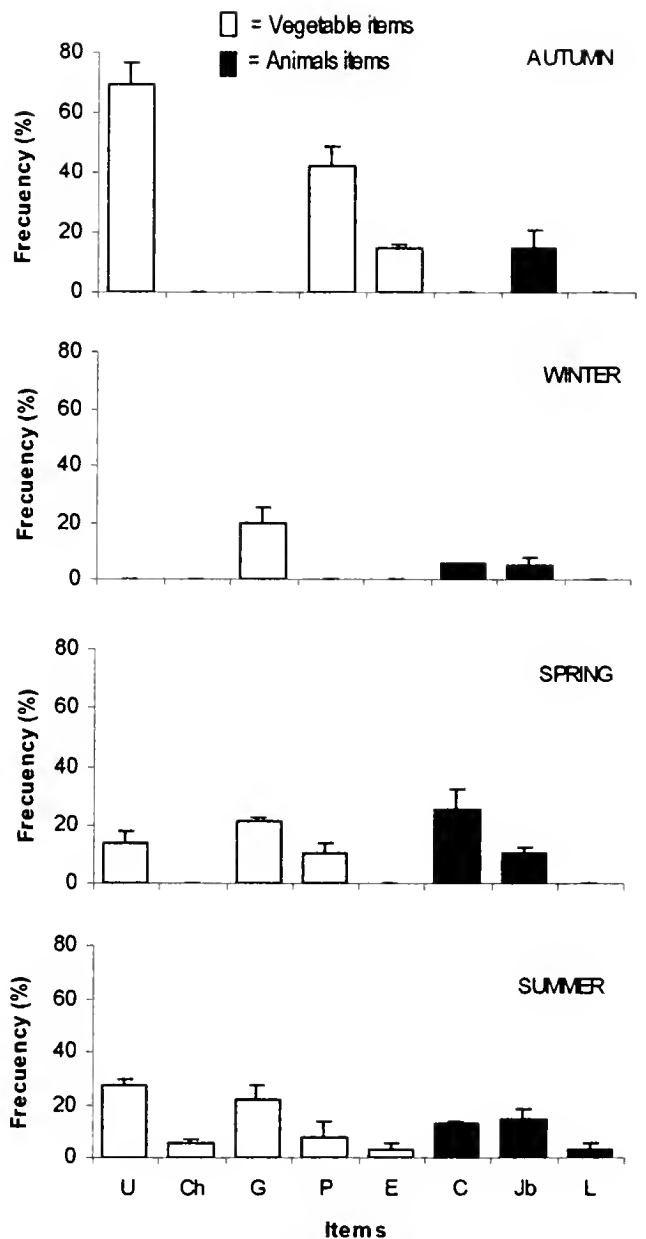 = Vegetable items
= Animals items
AUTUMN
Frecuency (%)
80
60
40
20
0
WINTER
Frecuency (%)
80
60
40
20
0
SPRING
Frecuency (%)
80
60
40
20
0
SUMMER
Frecuency (%)
80
60
40
20
0
U Ch G P E C Jb L
Items